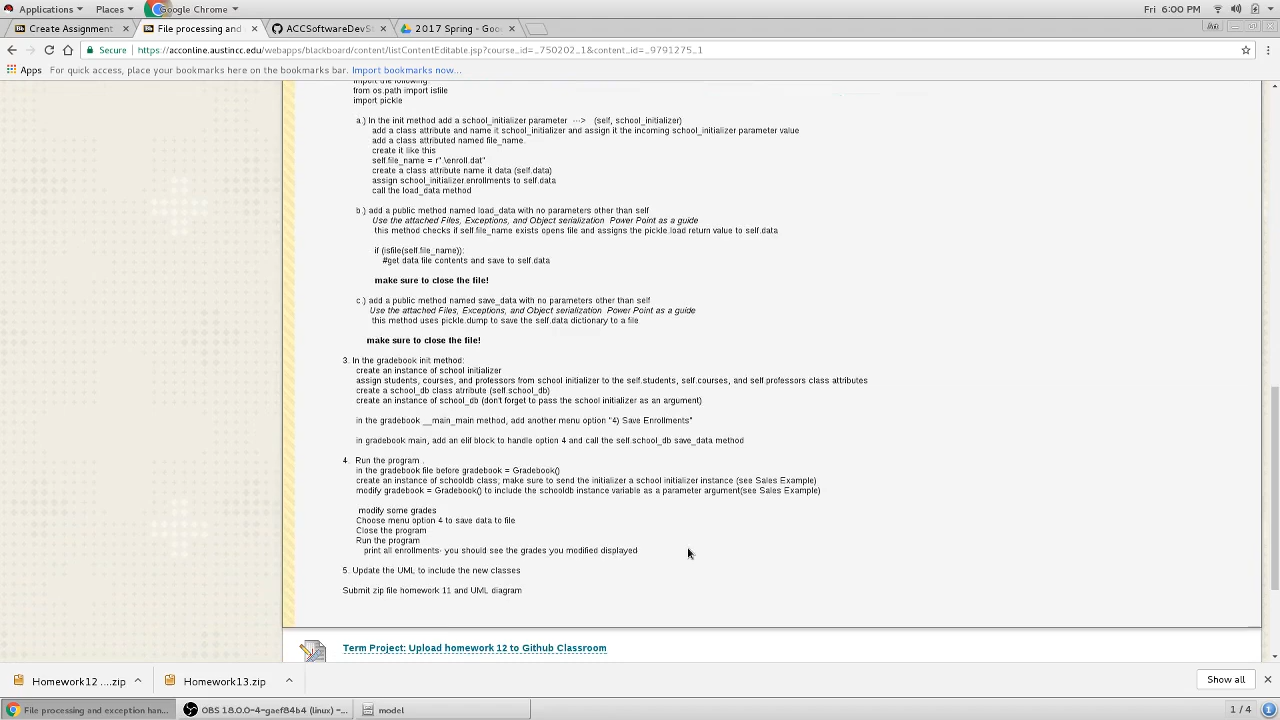 Applications Places Google Chrome Fri 6:00 PM
Create Assignment × File processing and × ACCSoftwareDevS × 2017 Spring - Goo × An
Secure https://acconline.austincc.edu/webapps/blackboard/content/listContentEditable.jsp?course_id=_750202_1&content_id=_9791275_1
Apps For quick access, place your bookmarks here on the bookmarks bar. Import bookmarks now...
import the following:
from os.path import isfile
import pickle
a.) In the init method add a school_initializer parameter ---> (self, school_initializer)
add a class attribute and name it school_initializer and assign it the incoming school_initializer parameter value
add a class attributed named file_name.
create it like this
self.file_name = r".\enroll.dat"
create a class attribute name it data (self.data)
assign school_initializer.enrollments to self.data
call the load_data method
b.) add a public method named load_data with no parameters other than self
Use the attached Files, Exceptions, and Object serialization Power Point as a guide
this method checks if self.file_name exists opens file and assigns the pickle.load return value to self.data
if (isfile(self.file_name)):
#get data file contents and save to self.data
make sure to close the file!
c.) add a public method named save_data with no parameters other than self
Use the attached Files, Exceptions, and Object serialization Power Point as a guide
this method uses pickle.dump to save the self.data dictionary to a file
make sure to close the file!
3. In the gradebook init method:
create an instance of school initializer
assign students, courses, and professors from school initializer to the self.students, self.courses, and self.professors class attributes
create a school_db class atrribute (self.school_db)
create an instance of school_db (don't forget to pass the school initializer as an argument)
in the gradebook __main_main method, add another menu option "4) Save Enrollments"
in gradebook main, add an elif block to handle option 4 and call the self.school_db save_data method
4. Run the program .
in the gradebook file before gradebook = Gradebook()
create an instance of schooldb class; make sure to send the initializer a school initializer instance (see Sales Example)
modify gradebook = Gradebook() to include the schooldb instance variable as a parameter argument(see Sales Example)
modify some grades
Choose menu option 4 to save data to file
Close the program
Run the program
print all enrollments- you should see the grades you modified displayed
5. Update the UML to include the new classes
Submit zip file homework 11 and UML diagram
Term Project: Upload homework 12 to Github Classroom
Homework12 ....zip Homework13.zip Show all
File processing and exception han... OBS 18.0.0-4-gaef84b4 (linux) -... model 1 / 4 1